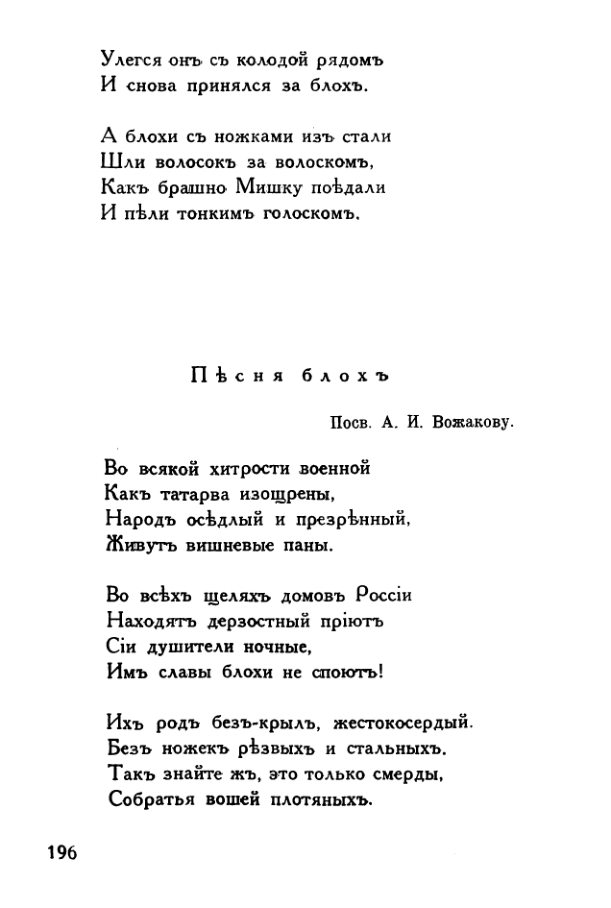 Улегся онъ съ колодой рядомъ
И снова принялся за блохъ.
А блохи съ ножками изъ стали
Шли волосокъ за волоскомъ,
Какъ брашно Мишку поѣдали
И пѣли тонкимъ голоскомъ.
Пѣсня блохъ
Посв. А. И. Вожакову.
Во всякой хитрости военной
Какъ татарва изощрены,
Народъ осѣдлый и презрѣнный,
Живутъ вишневые паны.
Во всѣхъ щеляхъ домовъ Россіи
Находятъ дерзостный пріютъ
Сіи душители ночные,
Имъ славы блохи не споютъ!
Ихъ родъ безъ-крылъ, жестокосердый.
Безъ ножекъ рѣзвыхъ и стальныхъ.
Такъ знайте жъ, это только смерды,
Собратья вошей плотяныхъ.
196